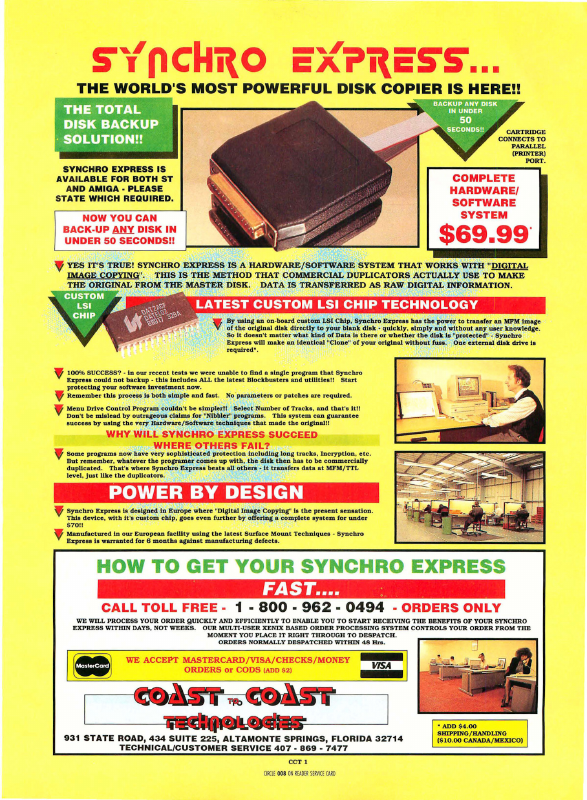 SYNCHRO EXPRESS...
THE WORLD'S MOST POWERFUL DISK COPIER IS HERE!!
THE TOTAL
DISK BACKUP
SOLUTION!!
BACKUP ANY DISK
IN UNDER
50
SECONDS!!
CARTRIDGE
CONNECTS TO
PARALLEL
(PRINTER)
PORT.
SYNCHRO EXPRESS IS
AVAILABLE FOR BOTH ST
AND AMIGA - PLEASE
STATE WHICH REQUIRED.
NOW YOU CAN
BACK-UP ANY DISK IN
UNDER 50 SECONDS!!
COMPLETE
HARDWARE/
SOFTWARE
SYSTEM
$69.99*
YES IT'S TRUE! SYNCHRO EXPRESS IS A HARDWARE/SOFTWARE SYSTEM THAT WORKS WITH "DIGITAL
IMAGE COPYING". THIS IS THE METHOD THAT COMMERCIAL DUPLICATORS ACTUALLY USE TO MAKE
THE ORIGINAL FROM THE MASTER DISK. DATA IS TRANSFERRED AS RAW DIGITAL INFORMATION.
CUSTOM
LSI
CHIP
DATEL
LATEST CUSTOM LSI CHIP TECHNOLOGY
By using an on-board custom LSI Chip, Synchro Express has the power to transfer an MFM image
of the original disk directly to your blank disk - quickly, simply and without any user knowledge.
So it doesn't matter what kind of Data is there or whether the disk is "protected" - Synchro
Express will make an identical "Clone" of your original without fuss. One external disk drive is
required*.
100% SUCCESS? - in our recent tests we were unable to find a single program that Synchro
Express could not backup - this includes ALL the latest Blockbusters and utilities!! Start
protecting your software investment now.
Remember this process is both simple and fast. No parameters or patches are required.
Menu Drive Control Program couldn't be simpler!! Select Number of Tracks, and that's It!!
Don't be mislead by outrageous claims for "Nibbler" programs. This system can guarantee
success by using the very Hardware/Software techniques that made the original!!
WHY WILL SYNCHRO EXPRESS SUCCEED
WHERE OTHERS FAIL?
Some programs now have very sophisticated protection including long tracks, Incryption, etc.
But remember, whatever the programer comes up with, the disk then has to be commercially
duplicated. That's where Synchro Express beats all others - it transfers data at MFM/TTL
level, just like the duplicators.
POWER BY DESIGN
Synchro Express is designed in Europe where "Digital Image Copying" is the present sensation.
This device, with it's custom chip, goes even further by offering a complete system for under
$70!!
Manufactured in our European facility using the latest Surface Mount Techniques - Synchro
Express is warranted for 6 months against manufacturing defects.
HOW TO GET YOUR SYNCHRO EXPRESS
FAST....
CALL TOLL FREE - 1 - 800 - 962 - 0494 - ORDERS ONLY
WE WILL PROCESS YOUR ORDER QUICKLY AND EFFICIENTLY TO ENABLE YOU TO START RECEIVING THE BENEFITS OF YOUR SYNCHRO
EXPRESS WITHIN DAYS, NOT WEEKS. OUR MULTI-USER XENIX BASED ORDER PROCESSING SYSTEM CONTROLS YOUR ORDER FROM THE
MOMENT YOU PLACE IT RIGHT THROUGH TO DESPATCH.
ORDERS NORMALLY DESPATCHED WITHIN 48 Hrs.
MasterCard
WE ACCEPT MASTERCARD/VISA/CHECKS/MONEY
ORDERS or CODS (ADD $2)
VISA
COAST TO COAST
TECHNOLOGIES
931 STATE ROAD, 434 SUITE 225, ALTAMONTE SPRINGS, FLORIDA 32714
TECHNICAL/CUSTOMER SERVICE 407 - 869 - 7477
* ADD $4.00
SHIPPING/HANDLING
($10.00 CANADA/MEXICO)
CCT 1
CIRCLE 008 ON READER SERVICE CARD